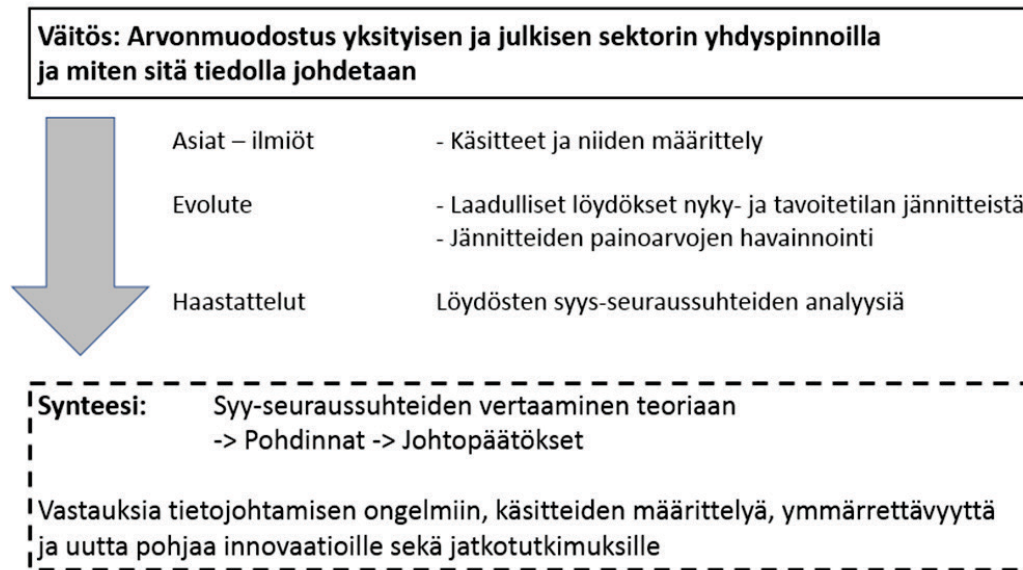 Väitös: Arvonmuodostus yksityisen ja julkisen sektorin yhdyspinnoilla
ja miten sitä tiedolla johdetaan
Asiat – ilmiöt - Käsitteet ja niiden määrittely
Evolute - Laadulliset löydökset nyky- ja tavoitetilan jännitteistä
- Jännitteiden painoarvojen havainnointi
Haastattelut Löydösten syys-seuraussuhteiden analyysiä
Synteesi: Syy-seuraussuhteiden vertaaminen teoriaan
-> Pohdinnat -> Johtopäätökset
Vastauksia tietojohtamisen ongelmiin, käsitteiden määrittelyä, ymmärrettävyyttä
ja uutta pohjaa innovaatioille sekä jatkotutkimuksille